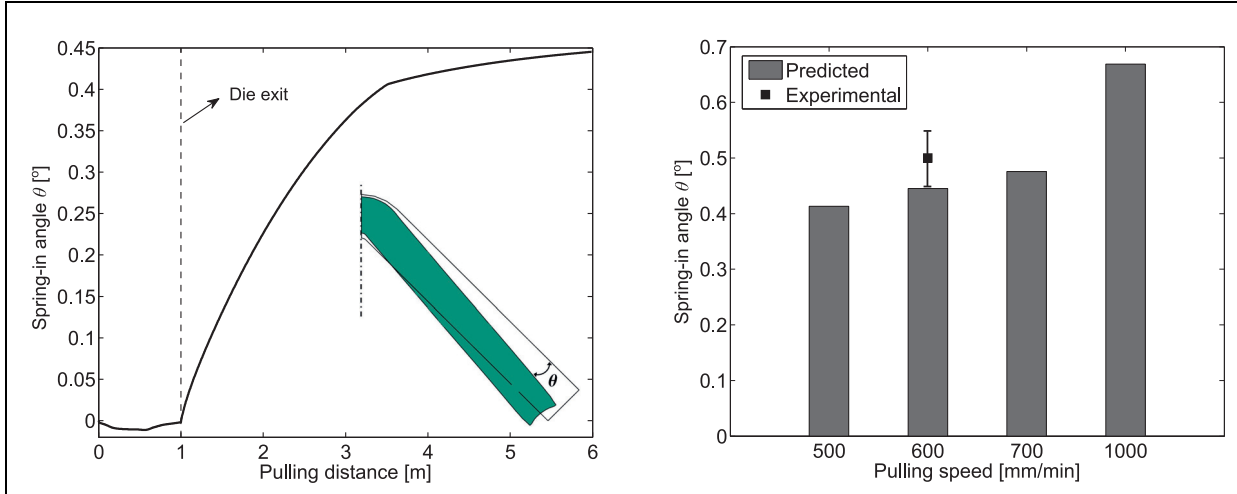 0.45
0.4
0.35
0.3
0.25
0.2
0.15
0.1
0.05
0
0 1 2 3 4 5 6
Spring-in angle θ [º]
Pulling distance [m]
Die exit
θ
0.7
0.6
0.5
0.4
0.3
0.2
0.1
0
500 600 700 1000
Spring-in angle θ [º]
Pulling speed [mm/min]
Predicted
Experimental